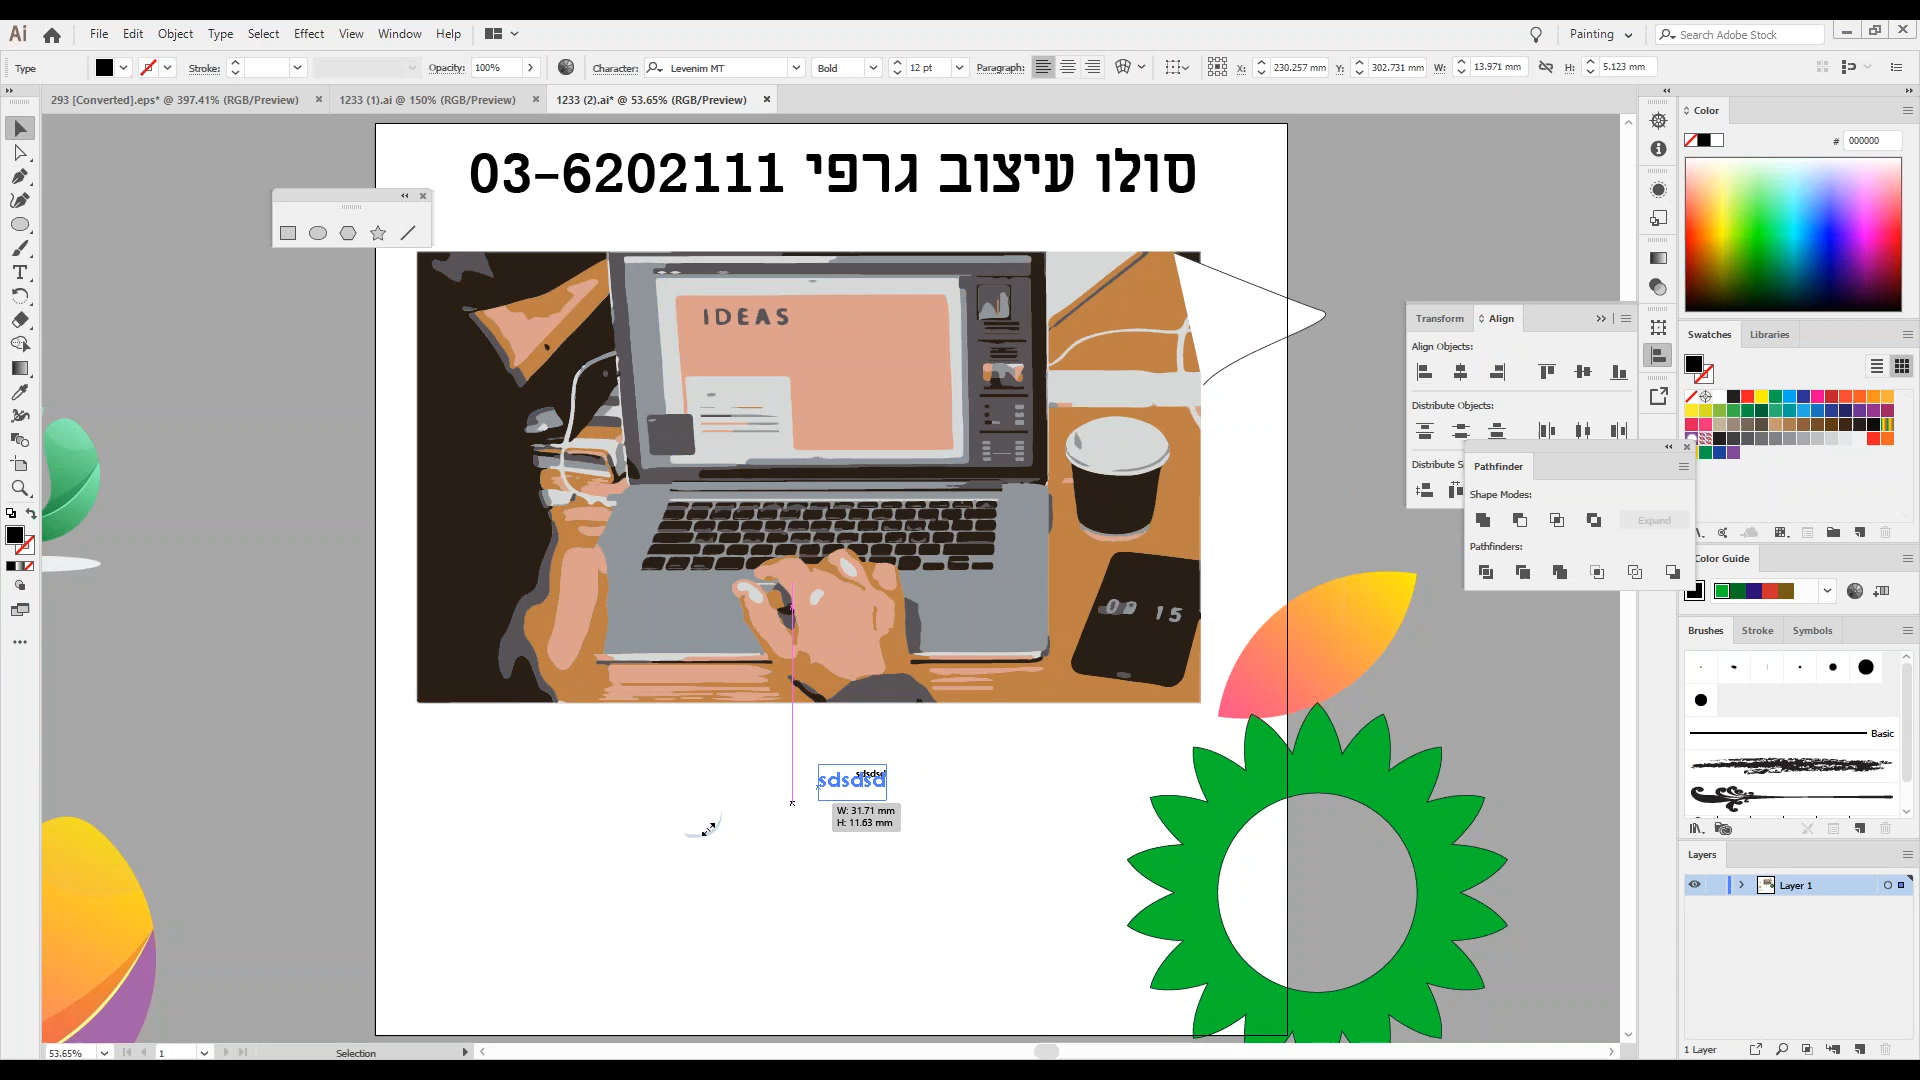 Ai File Edit Object Type Select Effect View Window Help Painting Search Adobe Stock
Type Stroke: Opacity: 100% Character: Levenim MT Bold 12 pt Paragraph: X: 230.257 mm Y: 302.731 mm W: 13.971 mm H: 5.123 mm
293 [Converted].eps* @ 397.41% (RGB/Preview) 1233 (1).ai @ 150% (RGB/Preview) 1233 (2).ai* @ 53.65% (RGB/Preview)
סולו עיצוב גרפי 03-6202111
IDEAS
09 15
sdsdsd
sdsdsd
W: 31.71 mm
H: 11.63 mm
Transform Align
Align Objects:
Distribute Objects:
Distribute S
Pathfinder
Shape Modes:
Expand
Pathfinders:
Color
# 000000
Swatches Libraries
Color Guide
Brushes Stroke Symbols
Basic
Layers
Layer 1
1 Layer
53.65% 1 Selection